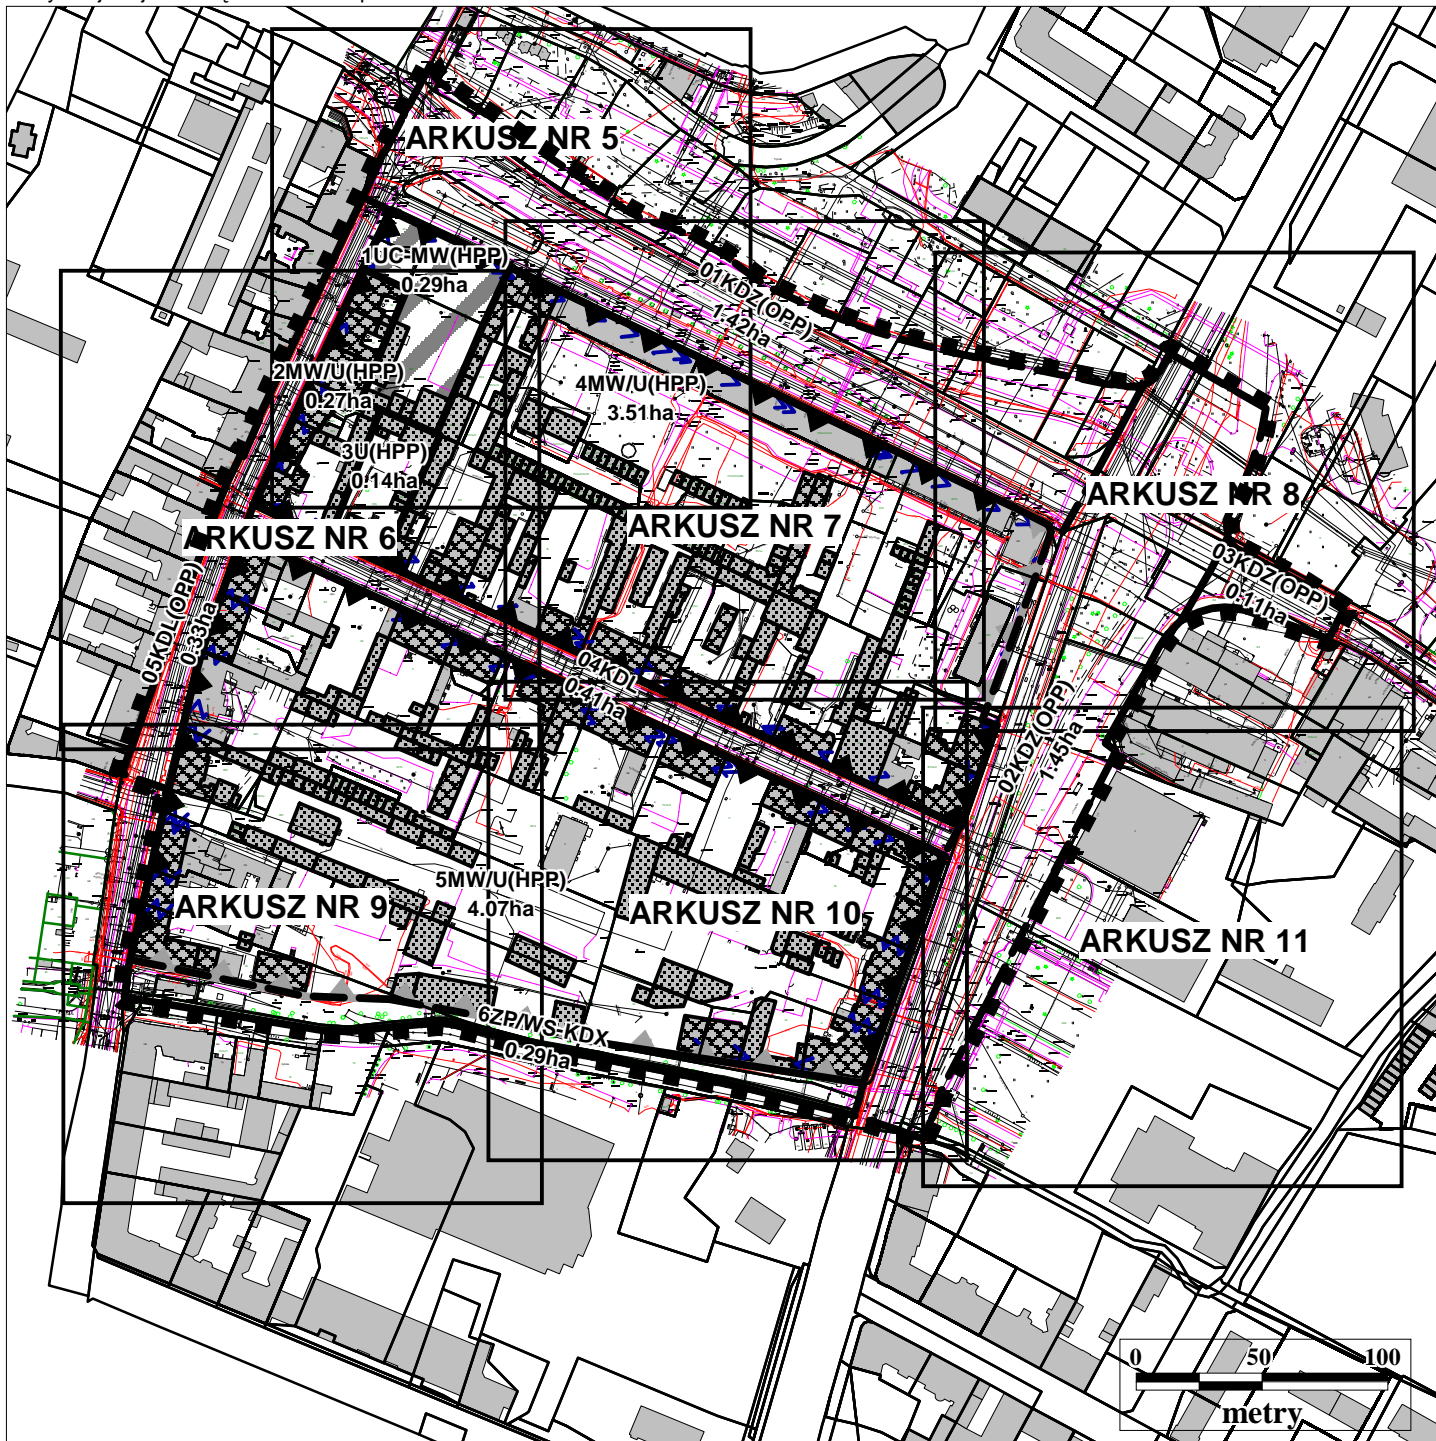 ARKUSZ NR 5
1UC-MW(HPP)
0.29ha
01KDZ(OPP)
1.42ha
2MW/U(HPP)
0.27ha
4MW/U(HPP)
3.51ha
3U(HPP)
0.14ha
ARKUSZ NR 8
ARKUSZ NR 6
ARKUSZ NR 7
03KDZ(OPP)
0.11ha
05KDL(OPP)
0.33ha
04KDL
0.41ha
02KDZ(OPP)
1.45ha
5MW/U(HPP)
4.07ha
ARKUSZ NR 9
ARKUSZ NR 10
ARKUSZ NR 11
6ZP/WS-KDX
0.29ha
0 50 100
metry